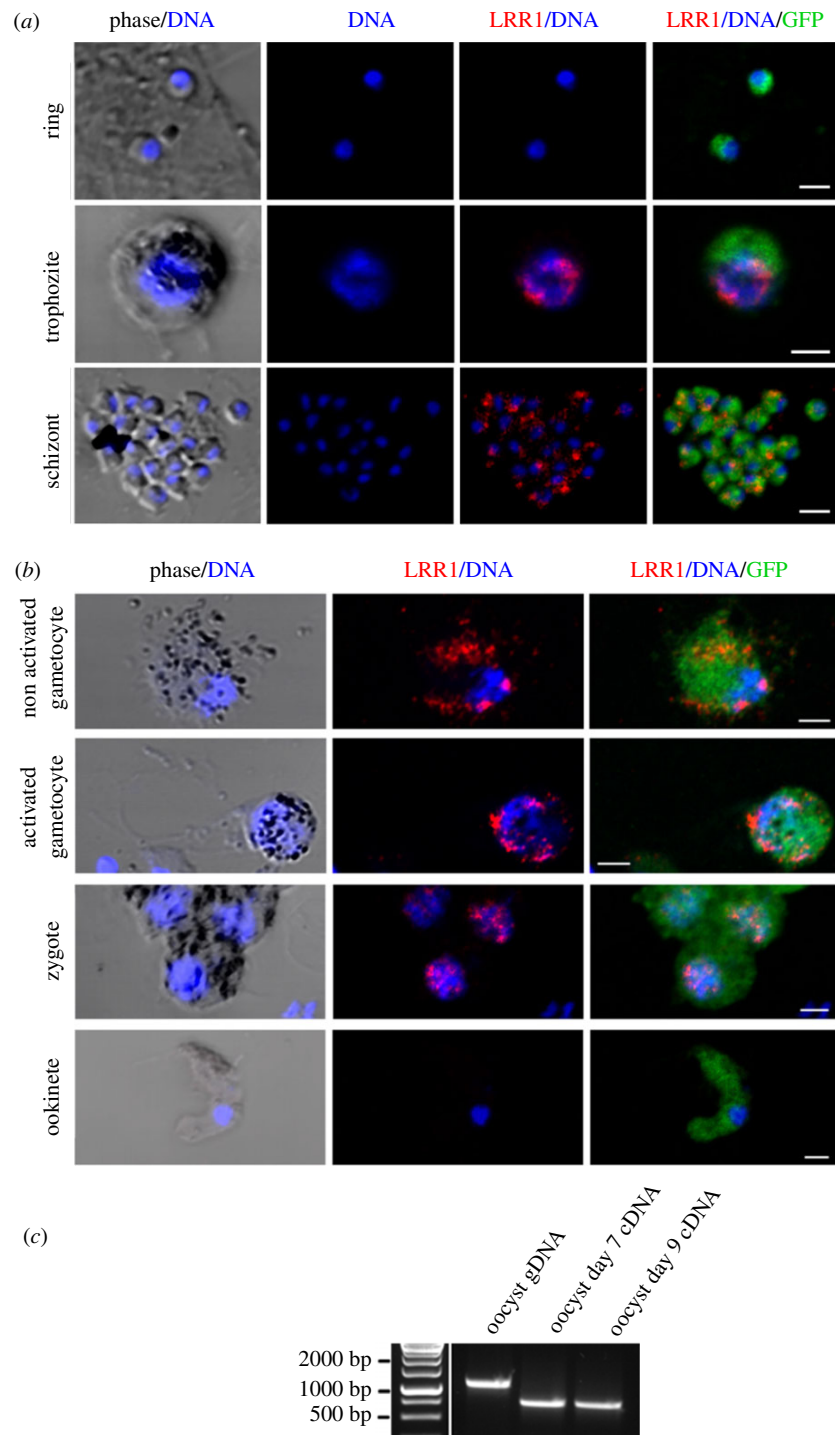 (a)
phase/DNA
DNA
LRR1/DNA
LRR1/DNA/GFP
ring
trophozite
schizont
(b)
phase/DNA
LRR1/DNA
LRR1/DNA/GFP
non activated
gametocyte
activated
gametocyte
zygote
ookinete
(c)
oocyst gDNA
oocyst day 7 cDNA
oocyst day 9 cDNA
2000 bp
1000 bp
500 bp